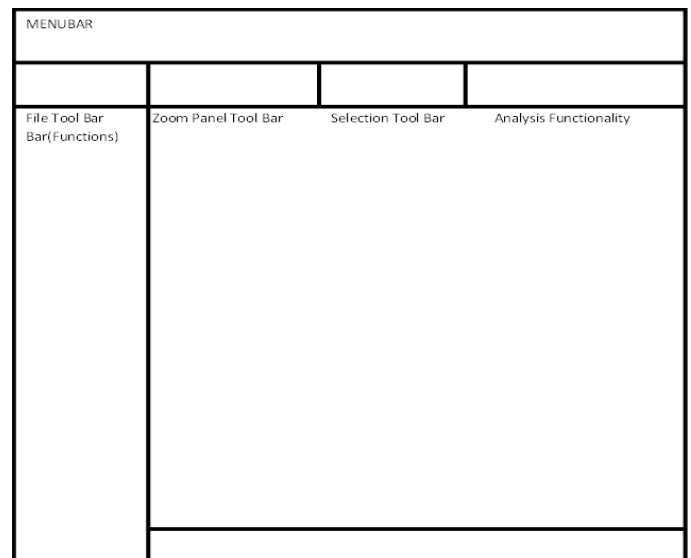 MENUBAR
File Tool Bar
Bar(Functions)
Zoom Panel Tool Bar
Selection Tool Bar
Analysis Functionality